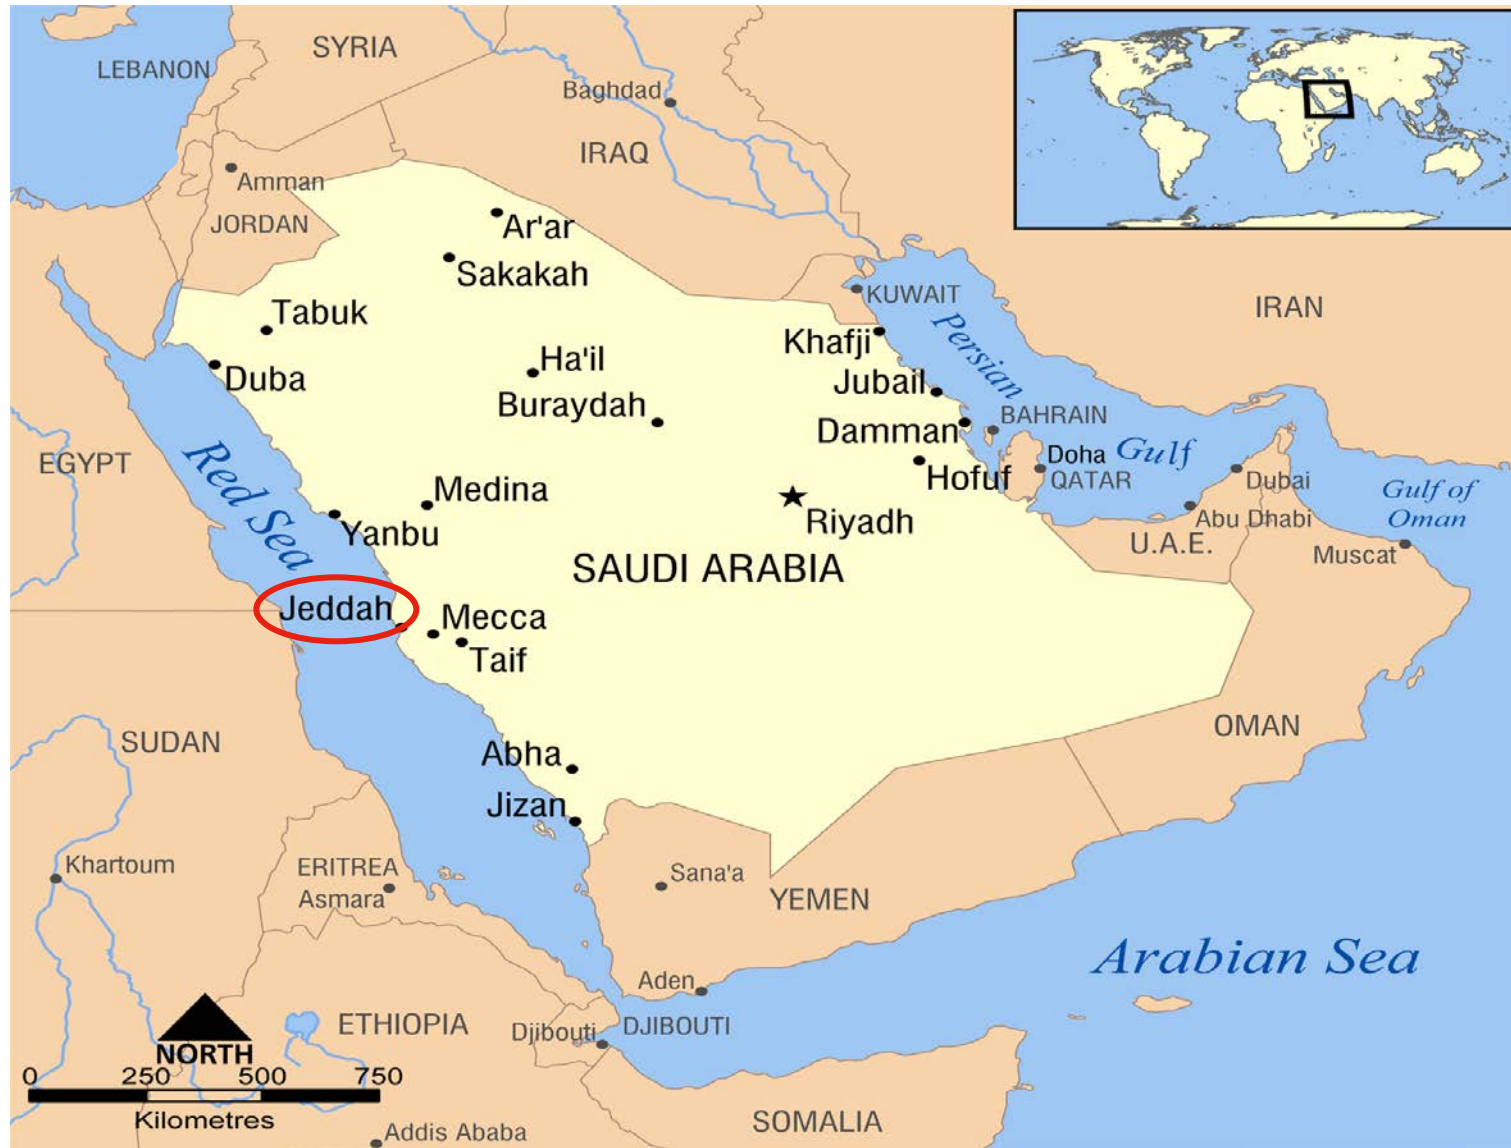 SYRIA
LEBANON
Baghdad
IRAQ
Amman
JORDAN
Ar'ar
Sakakah
KUWAIT
IRAN
Tabuk
Persian
Khafji
Ha'il
Duba
Jubail
Buraydah
BAHRAIN
Damman
Doha
Gulf
EGYPT
Red Sea
Hofuf
QATAR
Dubai
Gulf of
Oman
Medina
Riyadh
Abu Dhabi
Yanbu
U.A.E.
Muscat
SAUDI ARABIA
Jeddah
Mecca
Taif
OMAN
SUDAN
Abha
Jizan
Khartoum
ERITREA
Asmara
Sana'a
YEMEN
Arabian Sea
Aden
ETHIOPIA
Djibouti
DJIBOUTI
NORTH
0 250 500 750
Kilometres
SOMALIA
Addis Ababa